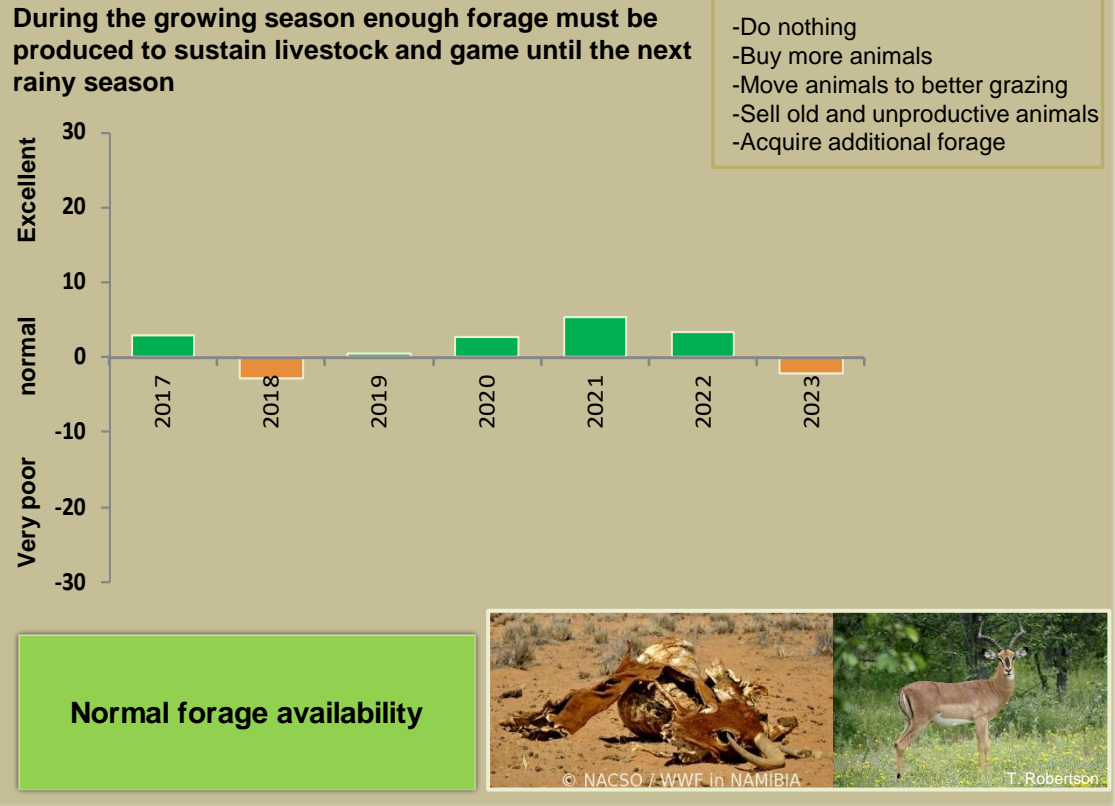 During the growing season enough forage must be
produced to sustain livestock and game until the next
rainy season
-Do nothing
-Buy more animals
-Move animals to better grazing
-Sell old and unproductive animals
-Acquire additional forage
Excellent
normal
Very poor
30
20
10
0
-10
-20
-30
2017
2018
2019
2020
2021
2022
2023
Normal forage availability
© NACSO / WWF in NAMIBIA
T. Robertson